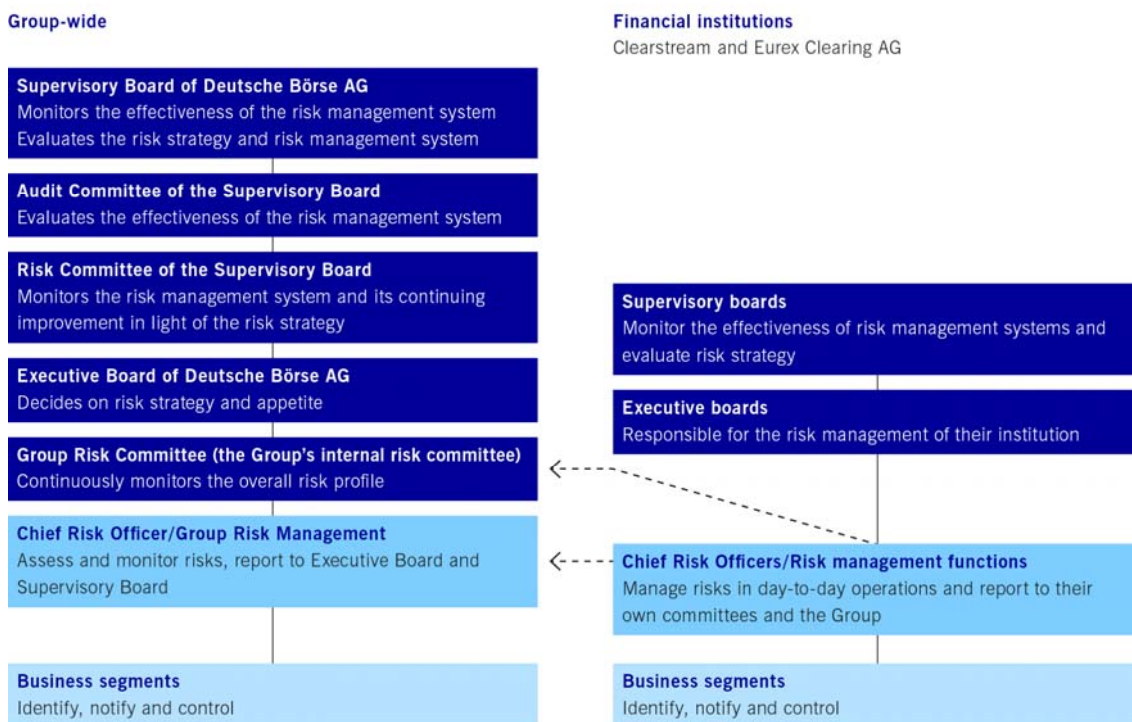 Group-wide
Supervisory Board of Deutsche Börse AG
Monitors the effectiveness of the risk management system
Evaluates the risk strategy and risk management system
Audit Committee of the Supervisory Board
Evaluates the effectiveness of the risk management system
Risk Committee of the Supervisory Board
Monitors the risk management system and its continuing
improvement in light of the risk strategy
Executive Board of Deutsche Börse AG
Decides on risk strategy and appetite
Group Risk Committee (the Group's internal risk committee)
Continuously monitors the overall risk profile
Chief Risk Officer/Group Risk Management
Assess and monitor risks, report to Executive Board and
Supervisory Board
Business segments
Identify, notify and control
Financial institutions
Clearstream and Eurex Clearing AG
Supervisory boards
Monitor the effectiveness of risk management systems and
evaluate risk strategy
Executive boards
Responsible for the risk management of their institution
Chief Risk Officers/Risk management functions
Manage risks in day-to-day operations and report to their
own committees and the Group
Business segments
Identify, notify and control